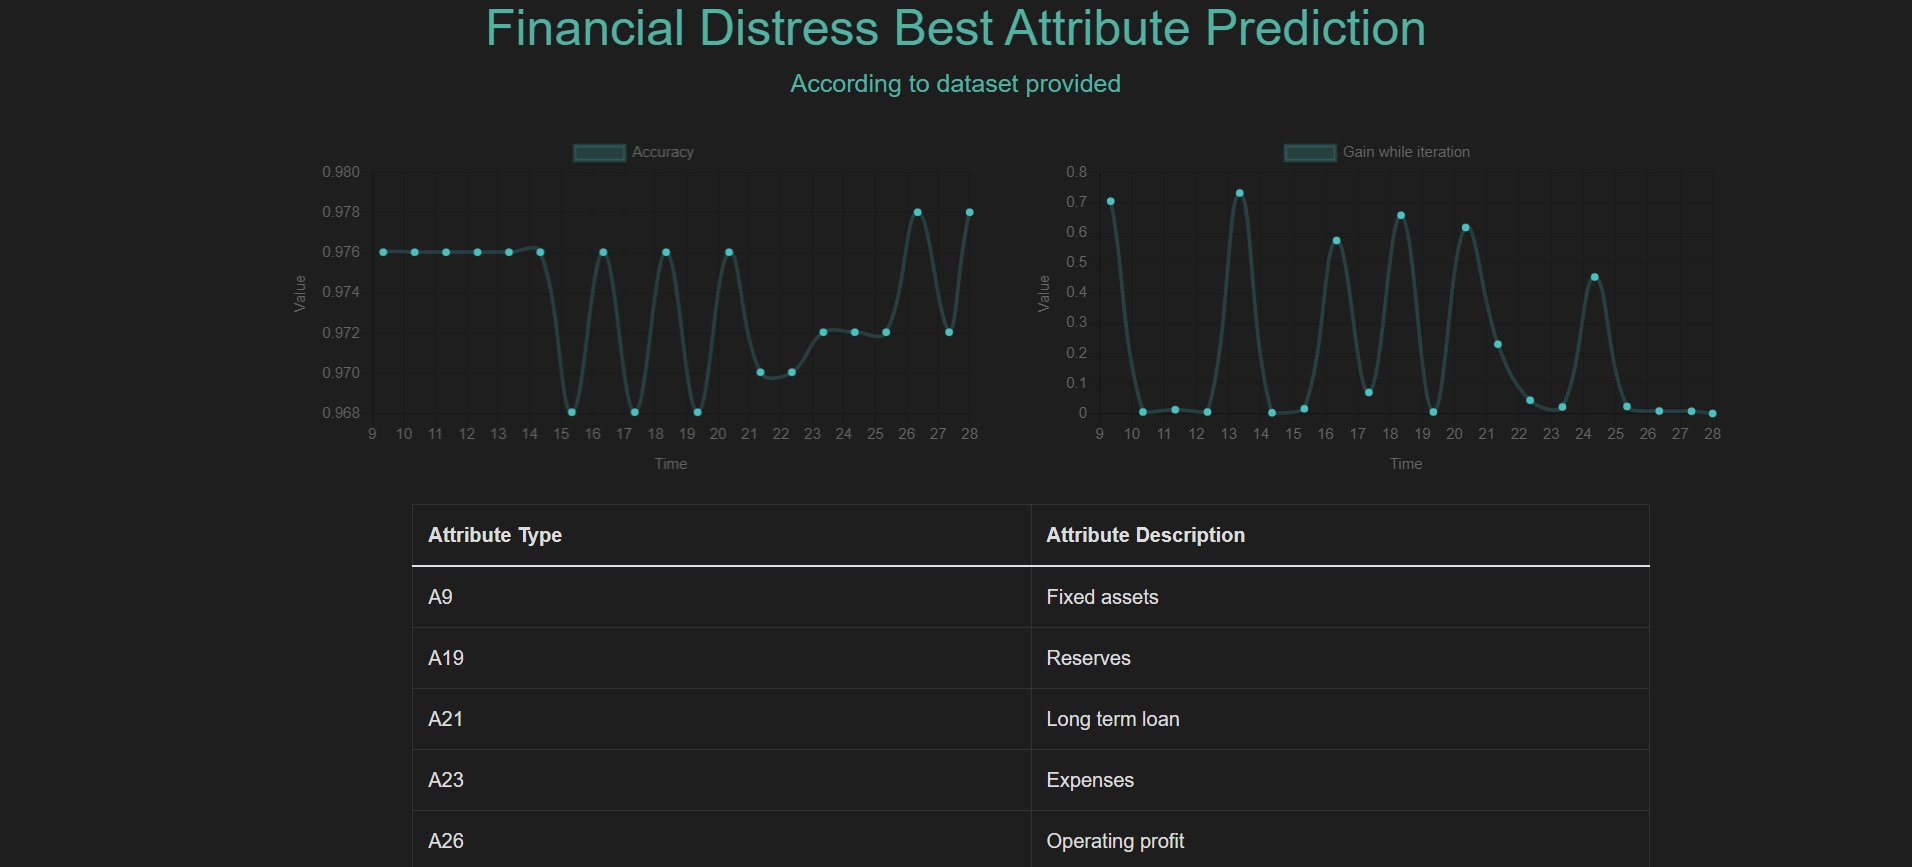 Financial Distress Best Attribute Prediction
According to dataset provided
Accuracy
0.980
0.978
0.976
0.974
0.972
0.970
0.968
Value
9 10 11 12 13 14 15 16 17 18 19 20 21 22 23 24 25 26 27 28
Time
Gain while iteration
0.8
0.7
0.6
0.5
0.4
0.3
0.2
0.1
0
Value
9 10 11 12 13 14 15 16 17 18 19 20 21 22 23 24 25 26 27 28
Time
Attribute Type Attribute Description
A9 Fixed assets
A19 Reserves
A21 Long term loan
A23 Expenses
A26 Operating profit